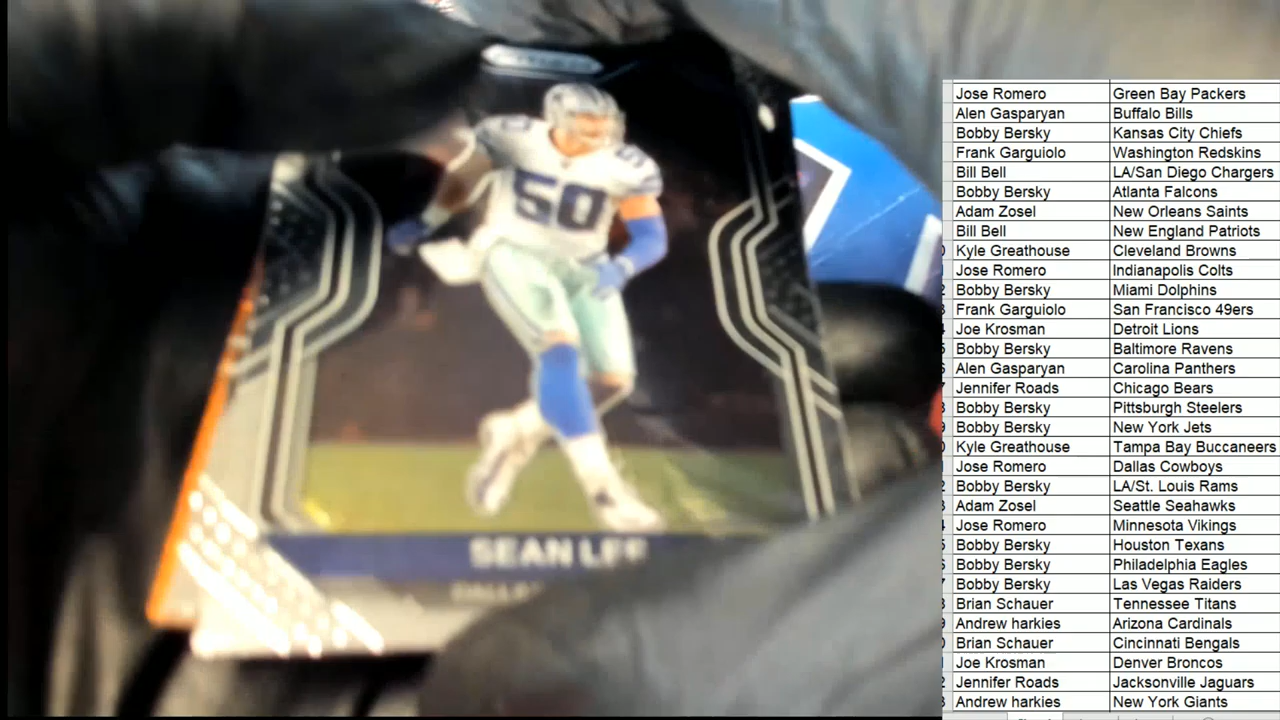 50
50
SEAN LEE
Jose Romero Green Bay Packers
Alen Gasparyan Buffalo Bills
Bobby Bersky Kansas City Chiefs
Frank Garguiolo Washington Redskins
Bill Bell LA/San Diego Chargers
Bobby Bersky Atlanta Falcons
Adam Zosel New Orleans Saints
Bill Bell New England Patriots
Kyle Greathouse Cleveland Browns
Jose Romero Indianapolis Colts
Bobby Bersky Miami Dolphins
Frank Garguiolo San Francisco 49ers
Joe Krosman Detroit Lions
Bobby Bersky Baltimore Ravens
Alen Gasparyan Carolina Panthers
Jennifer Roads Chicago Bears
Bobby Bersky Pittsburgh Steelers
Bobby Bersky New York Jets
Kyle Greathouse Tampa Bay Buccaneers
Jose Romero Dallas Cowboys
Bobby Bersky LA/St. Louis Rams
Adam Zosel Seattle Seahawks
Jose Romero Minnesota Vikings
Bobby Bersky Houston Texans
Bobby Bersky Philadelphia Eagles
Bobby Bersky Las Vegas Raiders
Brian Schauer Tennessee Titans
Andrew harkies Arizona Cardinals
Brian Schauer Cincinnati Bengals
Joe Krosman Denver Broncos
Jennifer Roads Jacksonville Jaguars
Andrew harkies New York Giants